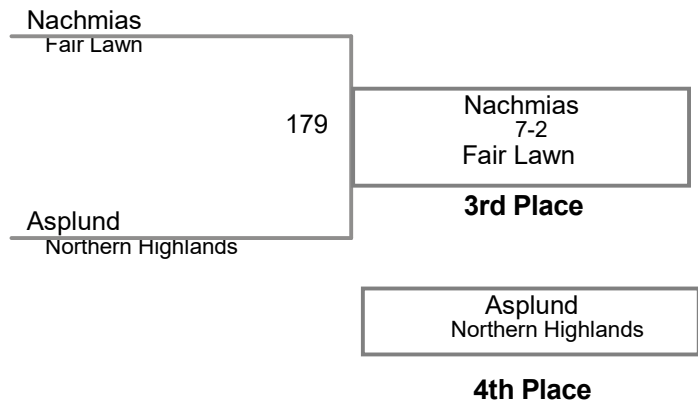 Nachmias
Fair Lawn
179
Nachmias
7-2
Fair Lawn
3rd Place
Asplund
Northern Highlands
Asplund
Northern Highlands
4th Place